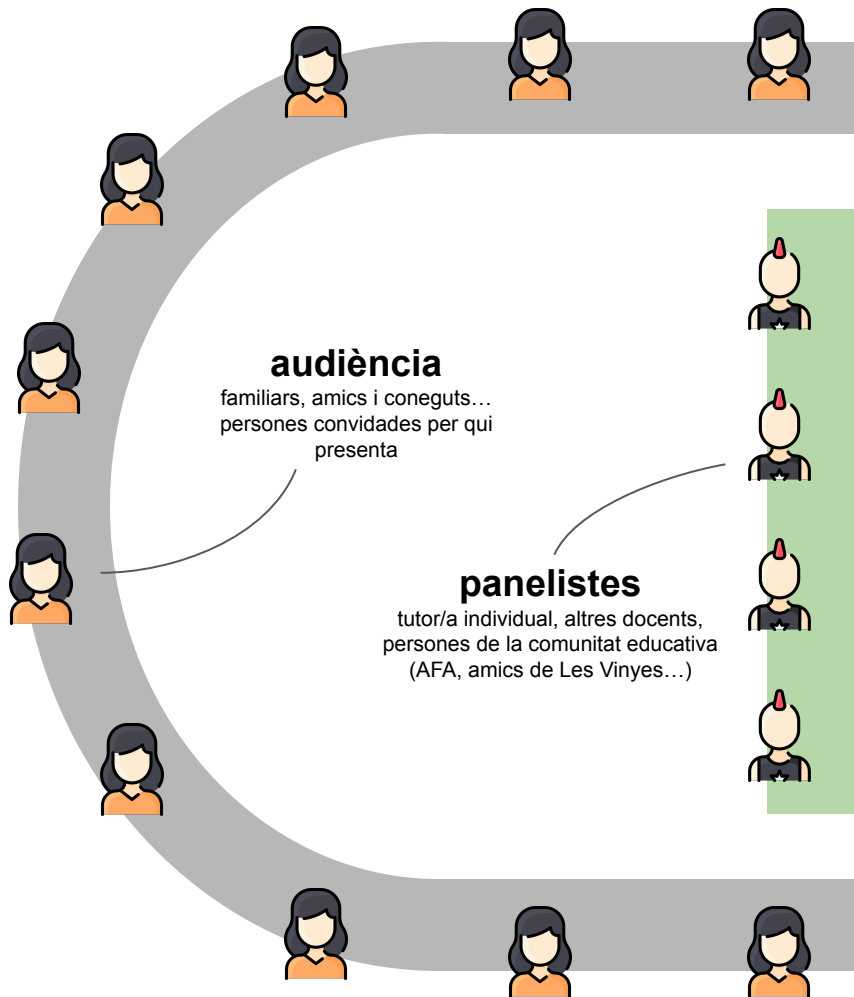 audiència
familiars, amics i coneguts…
persones convidades per qui
presenta
panelistes
tutor/a individual, altres docents,
persones de la comunitat educativa
(AFA, amics de Les Vinyes…)